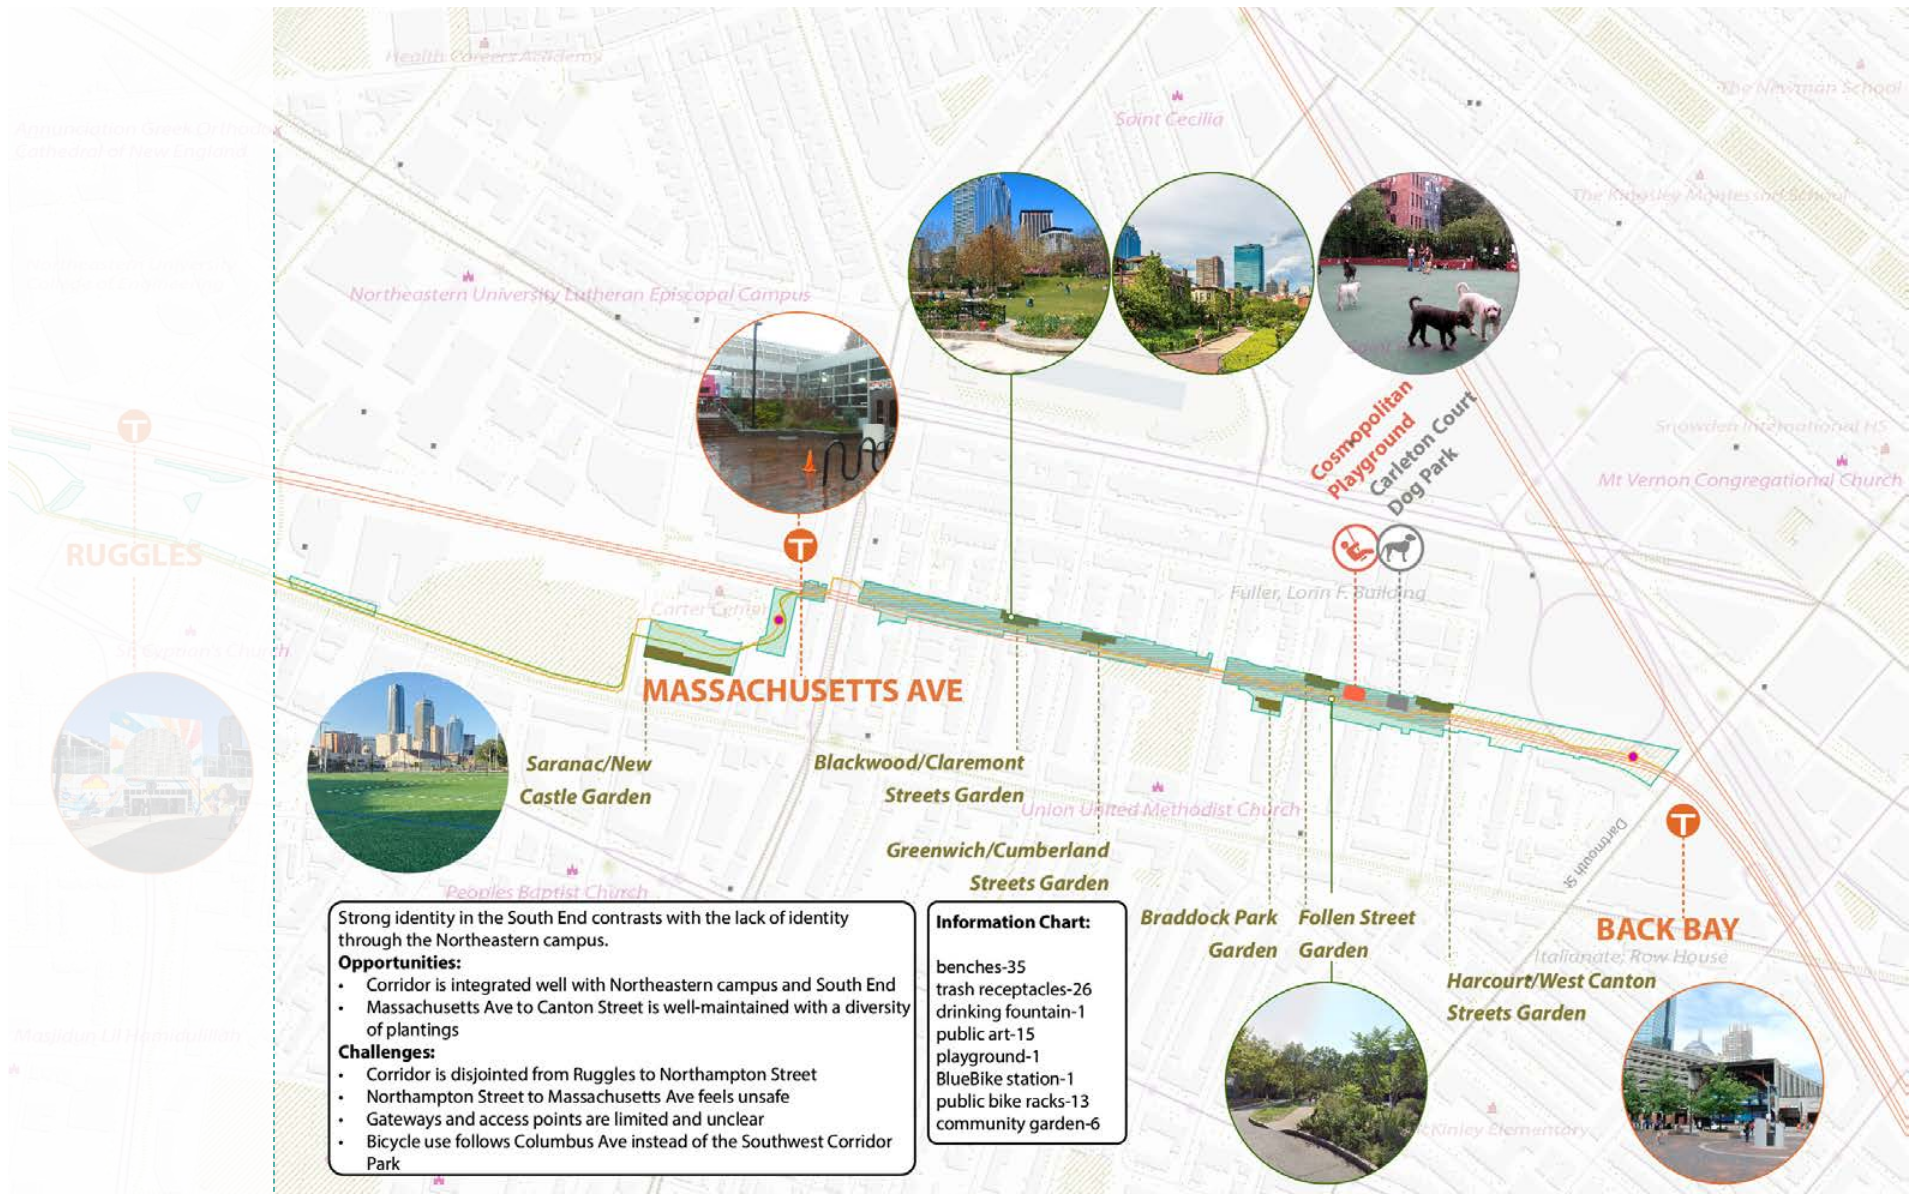 Health Careers Academy
The Newman School
Annunciation Greek Orthodox
Cathedral of New England
Saint Cecilia
The Kingsley Montessori School
Northeastern University Lutheran Episcopal Campus
Cosmopolitan
Playground
Carleton Court
Dog Park
Snowden International HS
Mt Vernon Congregational Church
T
T
RUGGLES
Fuller, Lorin F. Building
Carter Center
St Cyprian's Church
MASSACHUSETTS AVE
Saranac/New
Castle Garden
Blackwood/Claremont
Streets Garden
Union United Methodist Church
T
Dartmouth St
Greenwich/Cumberland
Streets Garden
Peoples Baptist Church
Braddock Park
Garden
Follen Street
Garden
BACK BAY
Italianate; Row House
Harcourt/West Canton
Streets Garden
Strong identity in the South End contrasts with the lack of identity
through the Northeastern campus.
Opportunities:
• Corridor is integrated well with Northeastern campus and South End
• Massachusetts Ave to Canton Street is well-maintained with a diversity
of plantings
Challenges:
• Corridor is disjointed from Ruggles to Northampton Street
• Northampton Street to Massachusetts Ave feels unsafe
• Gateways and access points are limited and unclear
• Bicycle use follows Columbus Ave instead of the Southwest Corridor
Park
Information Chart:
benches-35
trash receptacles-26
drinking fountain-1
public art-15
playground-1
BlueBike station-1
public bike racks-13
community garden-6
Kinley Elementary